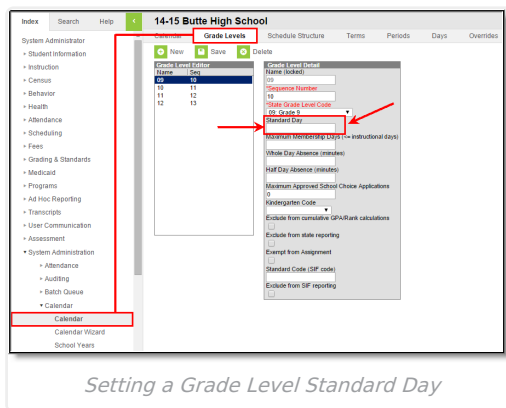 Index Search Help
14-15 Butte High School
Calendar Grade Levels Schedule Structure Terms Periods Days Overrides
New Save Delete
System Administrator
Student Information
Instruction
Census
Behavior
Health
Attendance
Scheduling
Fees
Grading & Standards
Medicaid
Programs
Ad Hoc Reporting
Transcripts
User Communication
Assessment
System Administration
Attendance
Auditing
Batch Queue
Calendar
Calendar
Calendar Wizard
School Years
Grade Level Editor
Name Seq
09 10
10 11
11 12
12 13
Grade Level Detail
Name (locked)
09
*Sequence Number
10
*State Grade Level Code
09: Grade 9
Standard Day
Maximum Membership Days (<= instructional days)
Whole Day Absence (minutes)
Half Day Absence (minutes)
Maximum Approved School Choice Applications
0
Kindergarten Code
Exclude from cumulative GPA/Rank calculations
Exclude from state reporting
Exempt from Assignment
Standard Code (SIF code)
Exclude from SIF reporting
Setting a Grade Level Standard Day